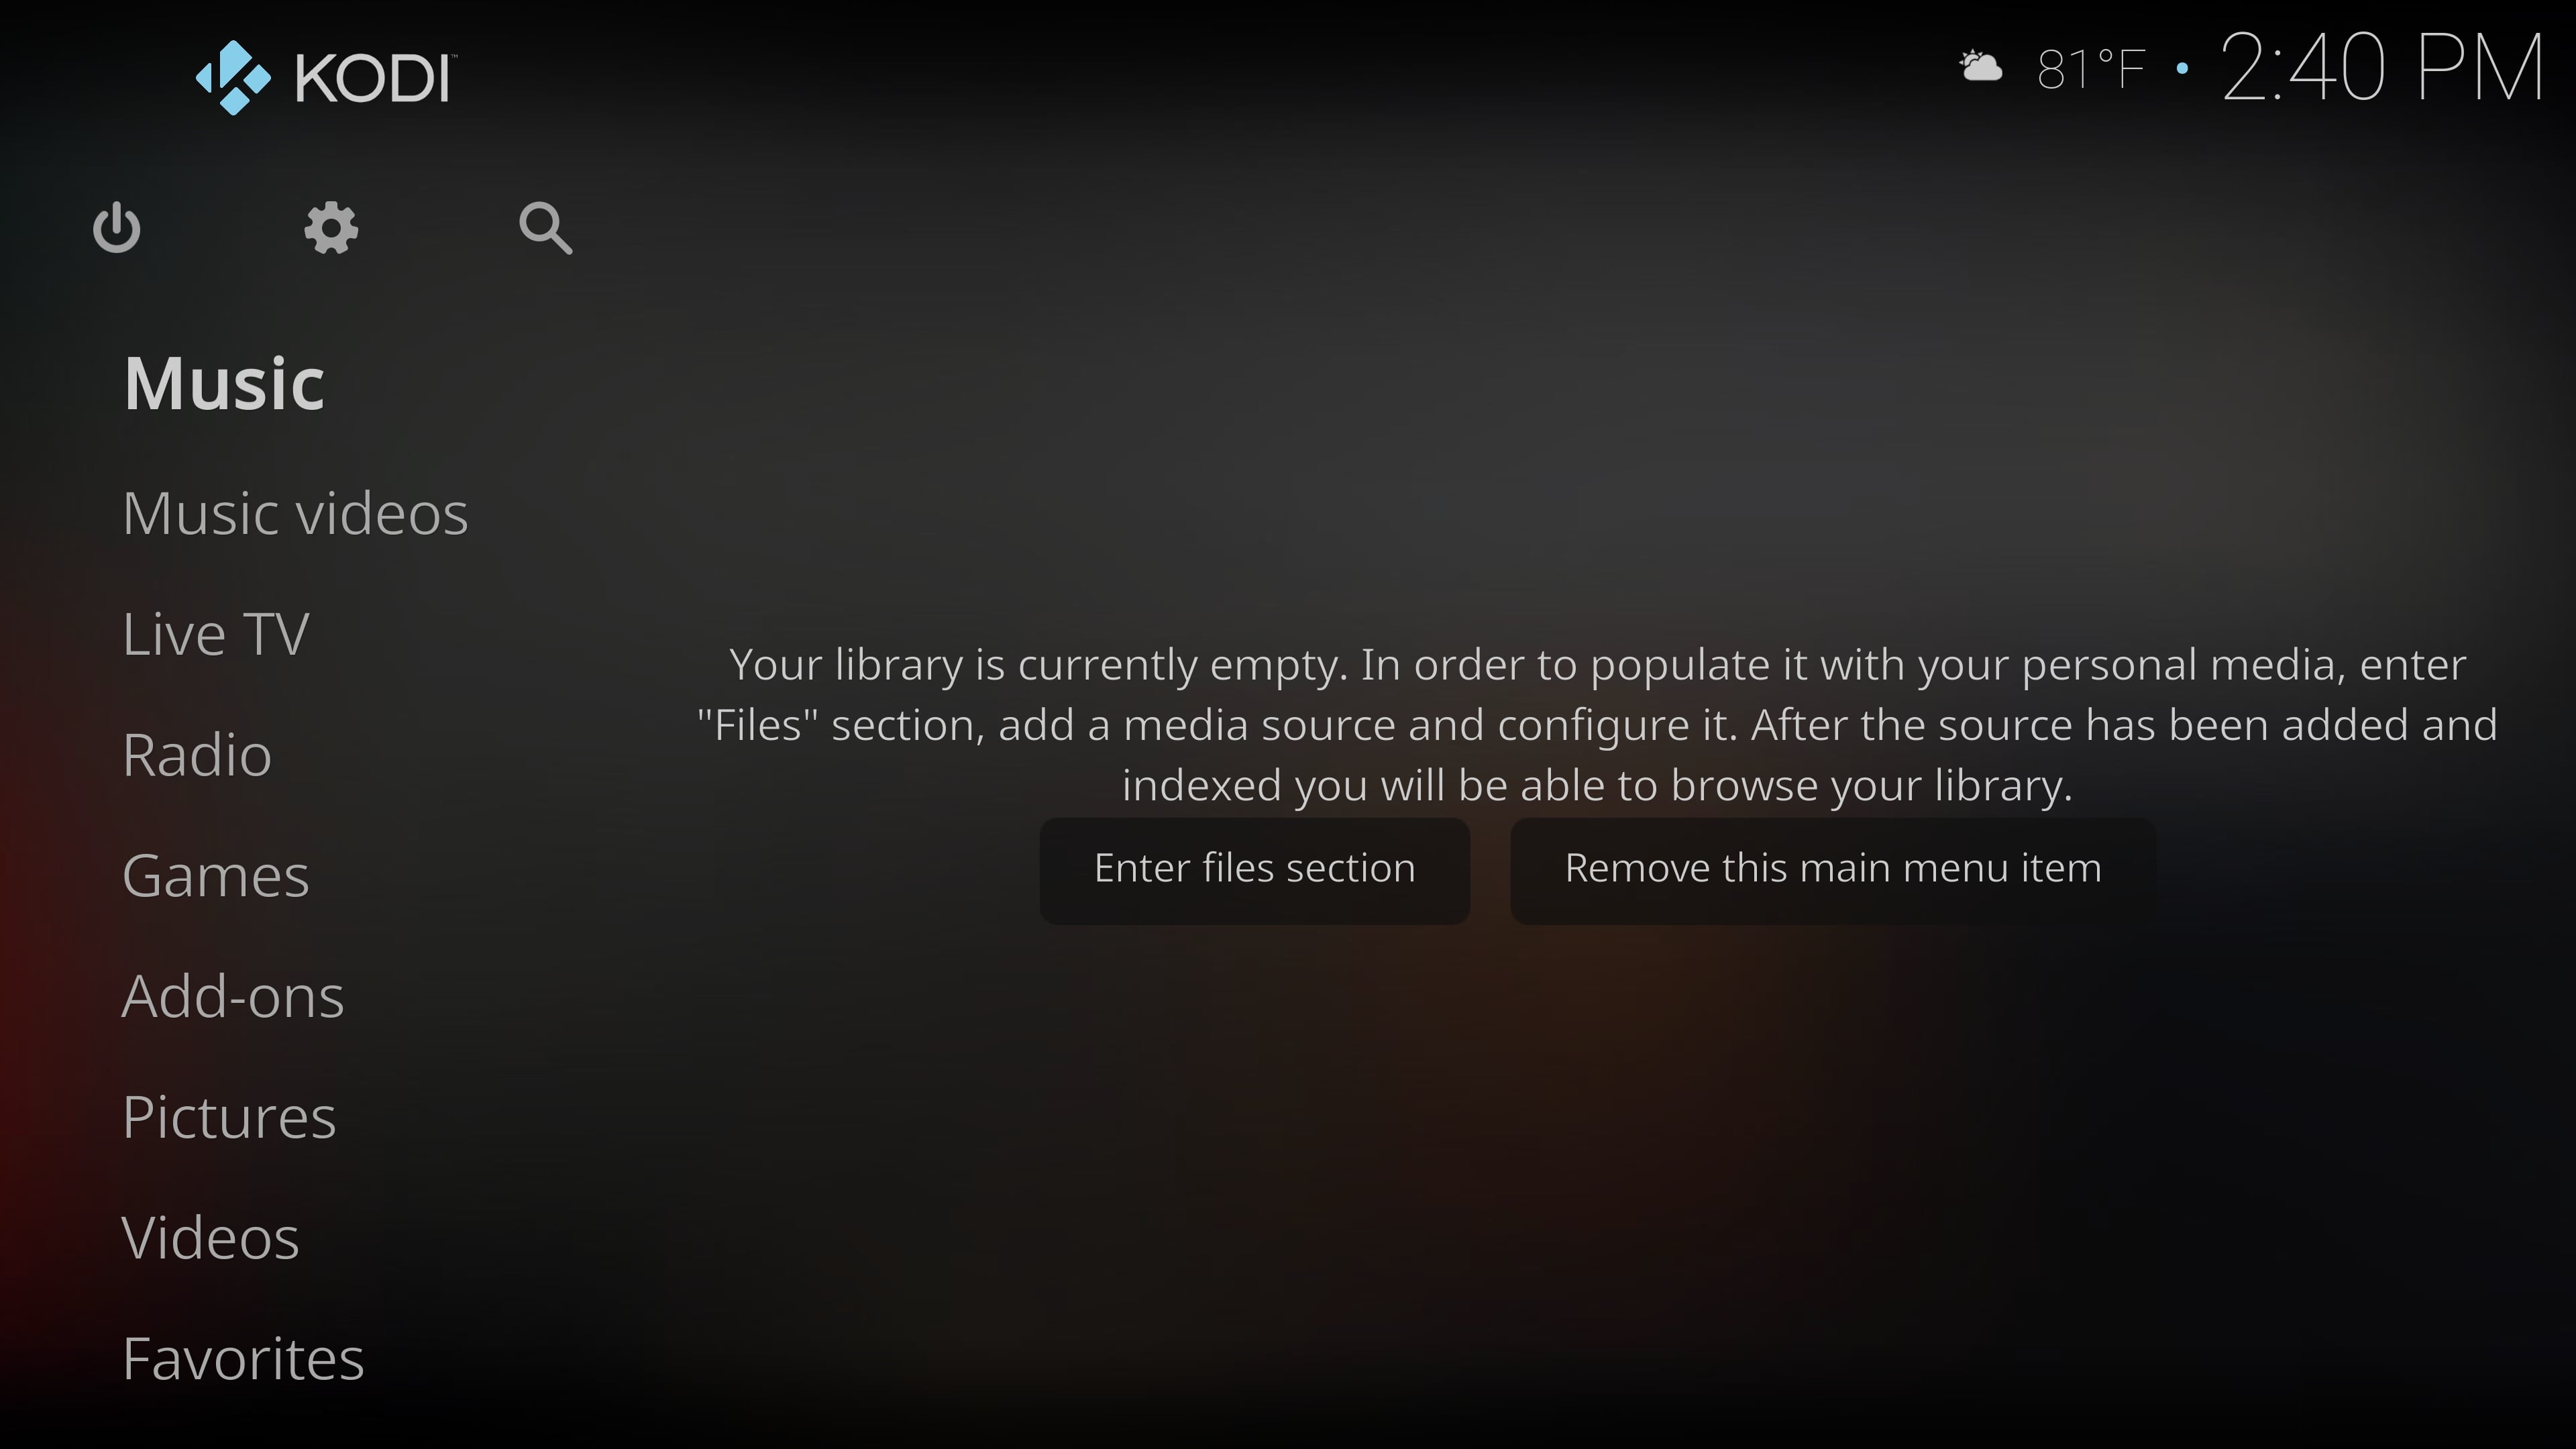 KODI™
81°F • 2:40 PM
Music
Music videos
Live TV
Radio
Games
Add-ons
Pictures
Videos
Favorites
Your library is currently empty. In order to populate it with your personal media, enter
"Files" section, add a media source and configure it. After the source has been added and
indexed you will be able to browse your library.
Enter files section
Remove this main menu item